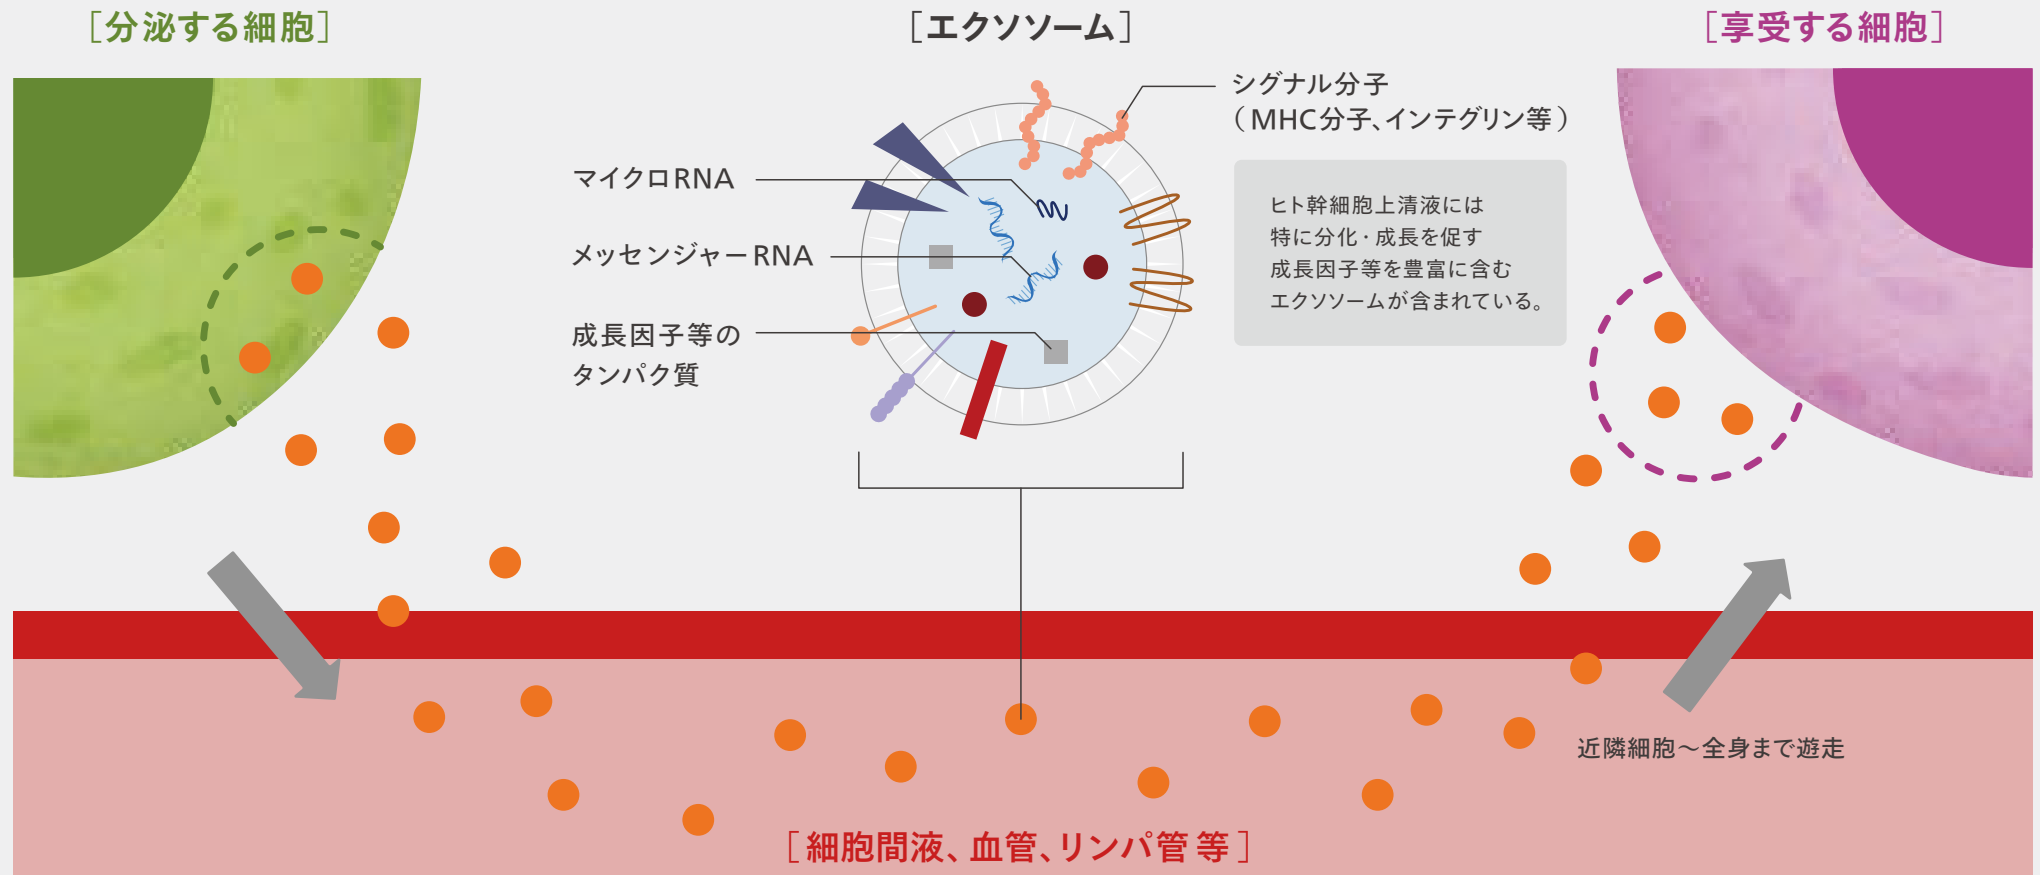 ［分泌する細胞］
［エクソソーム］
［享受する細胞］
シグナル分子
（MHC分子、インテグリン等）
マイクロRNA
メッセンジャーRNA
成長因子等の
タンパク質
ヒト幹細胞上清液には
特に分化・成長を促す
成長因子等を豊富に含む
エクソソームが含まれている。
近隣細胞～全身まで遊走
［細胞間液、血管、リンパ管 等］